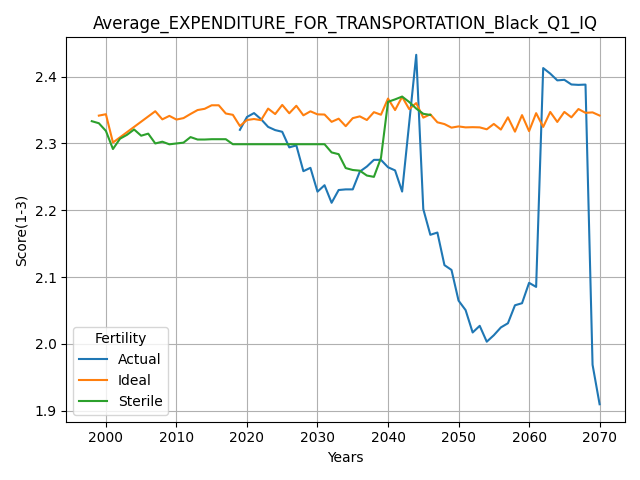 Average_EXPENDITURE_FOR_TRANSPORTATION_Black_Q1_IQ
Score(1-3)
2.4
2.3
2.2
2.1
2.0
1.9
Fertility
Actual
Ideal
Sterile
2000 2010 2020 2030 2040 2050 2060 2070
Years